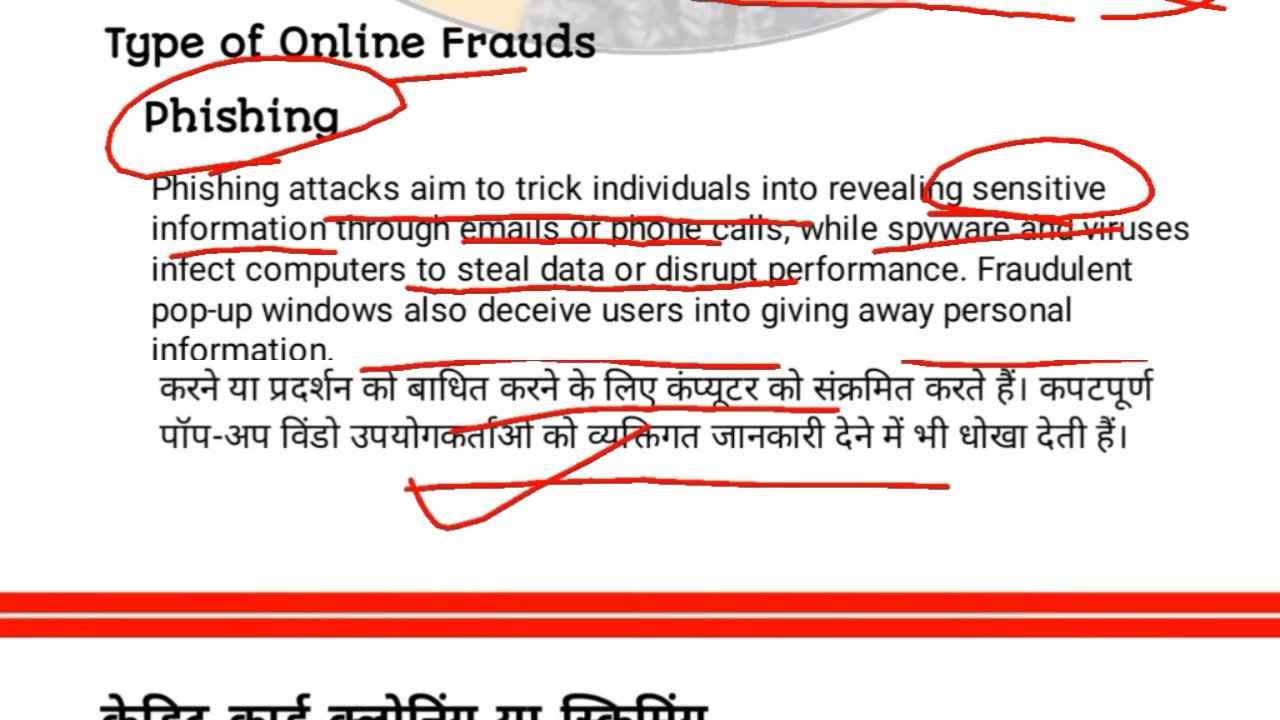 Type of Online Frauds
Phishing
Phishing attacks aim to trick individuals into revealing sensitive
information through emails or phone calls, while spyware and viruses
infect computers to steal data or disrupt performance. Fraudulent
pop-up windows also deceive users into giving away personal
information.
करने या प्रदर्शन को बाधित करने के लिए कंप्यूटर को संक्रमित करते हैं। कपटपूर्ण
पॉप-अप विंडो उपयोगकर्ताओं को व्यक्तिगत जानकारी देने में भी धोखा देती हैं।
केडिट कार्ड क्लोनिंग या स्किमिंग